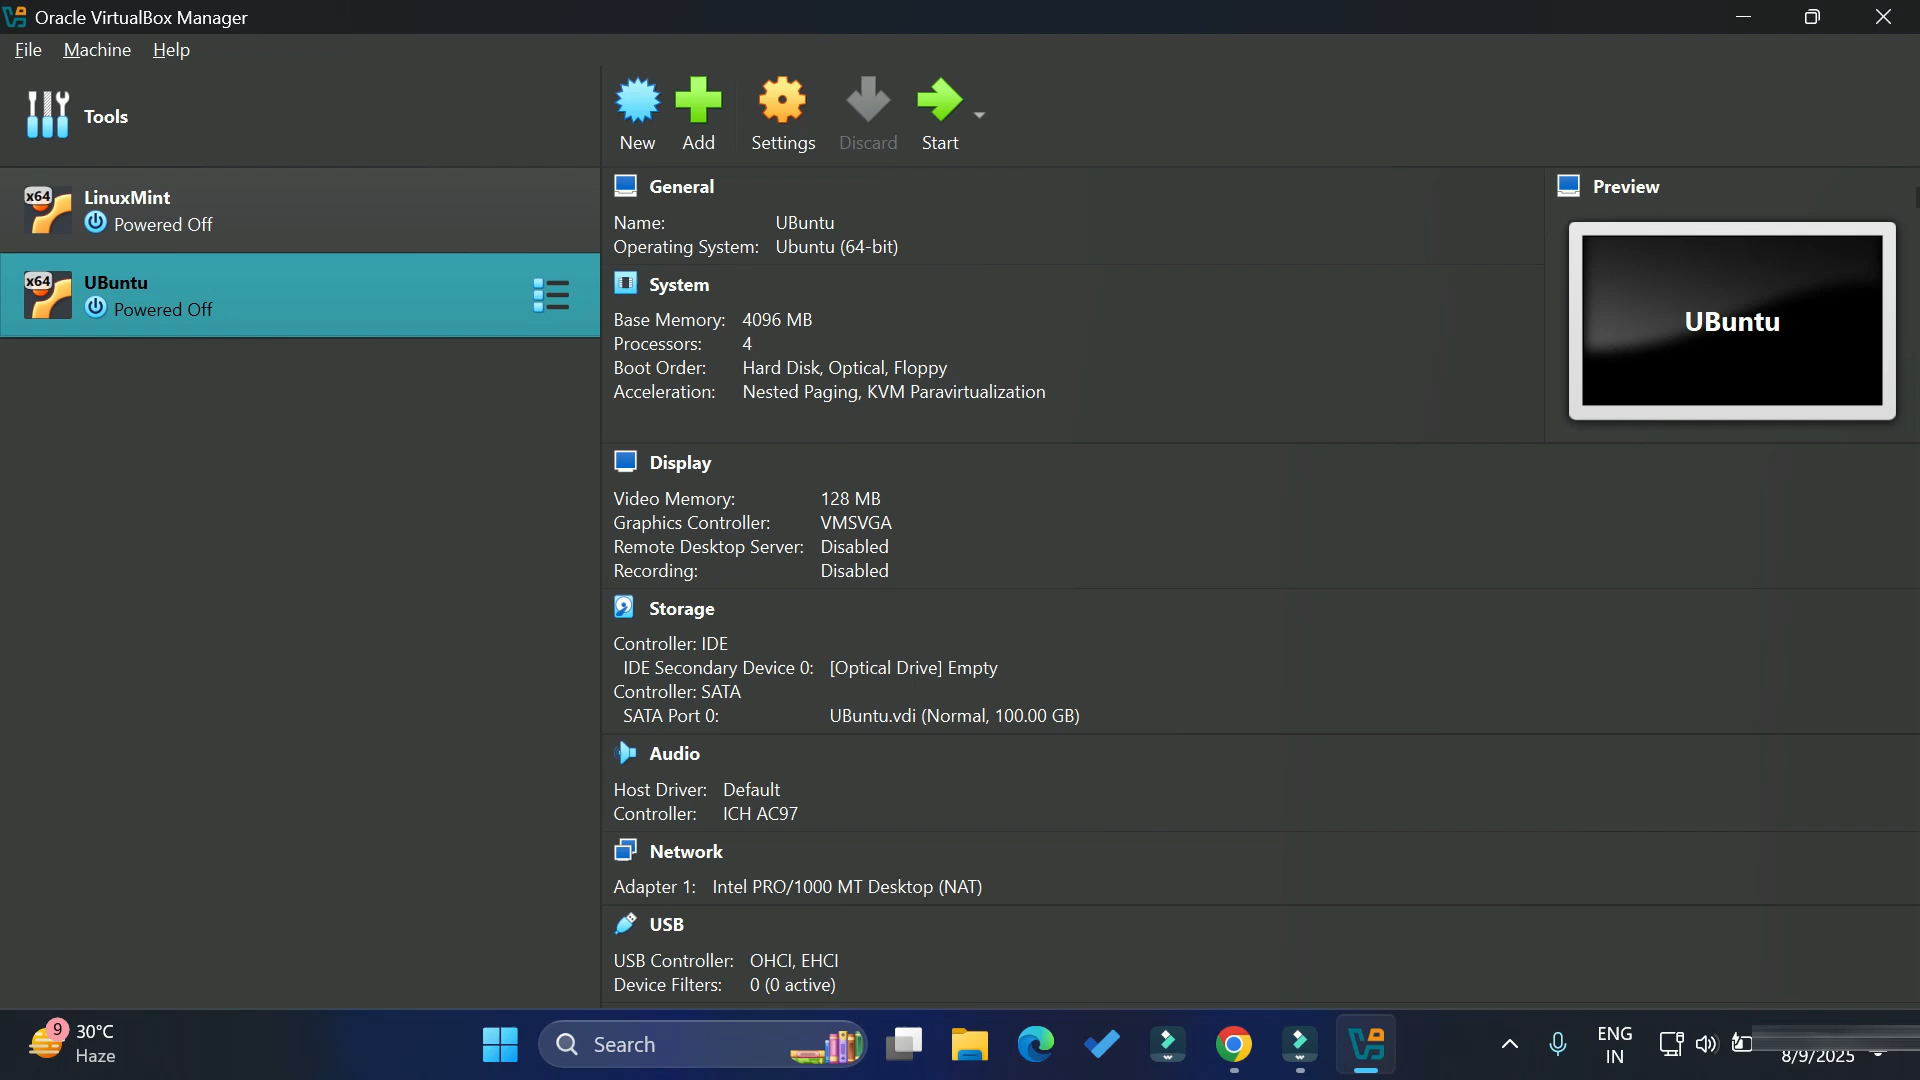 Oracle VirtualBox Manager
File Machine Help
Tools
New Add Settings Discard Start
x64 LinuxMint
Powered Off
x64 UBuntu
Powered Off
General
Name: UBuntu
Operating System: Ubuntu (64-bit)
System
Base Memory: 4096 MB
Processors: 4
Boot Order: Hard Disk, Optical, Floppy
Acceleration: Nested Paging, KVM Paravirtualization
Preview
UBuntu
Display
Video Memory: 128 MB
Graphics Controller: VMSVGA
Remote Desktop Server: Disabled
Recording: Disabled
Storage
Controller: IDE
IDE Secondary Device 0: [Optical Drive] Empty
Controller: SATA
SATA Port 0: UBuntu.vdi (Normal, 100.00 GB)
Audio
Host Driver: Default
Controller: ICH AC97
Network
Adapter 1: Intel PRO/1000 MT Desktop (NAT)
USB
USB Controller: OHCI, EHCI
Device Filters: 0 (0 active)
9 30°C
Haze
Search
ENG
IN
8/9/2025